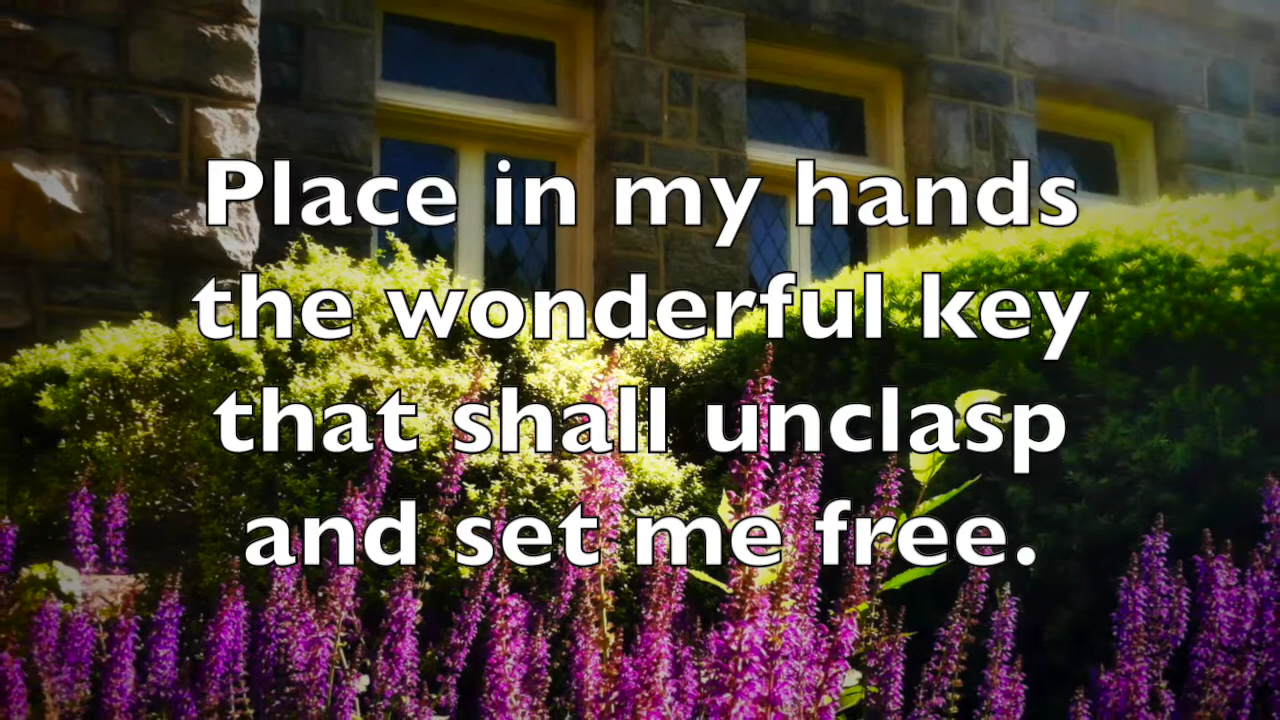 Place in my hands
the wonderful key
that shall unclasp
and set me free.